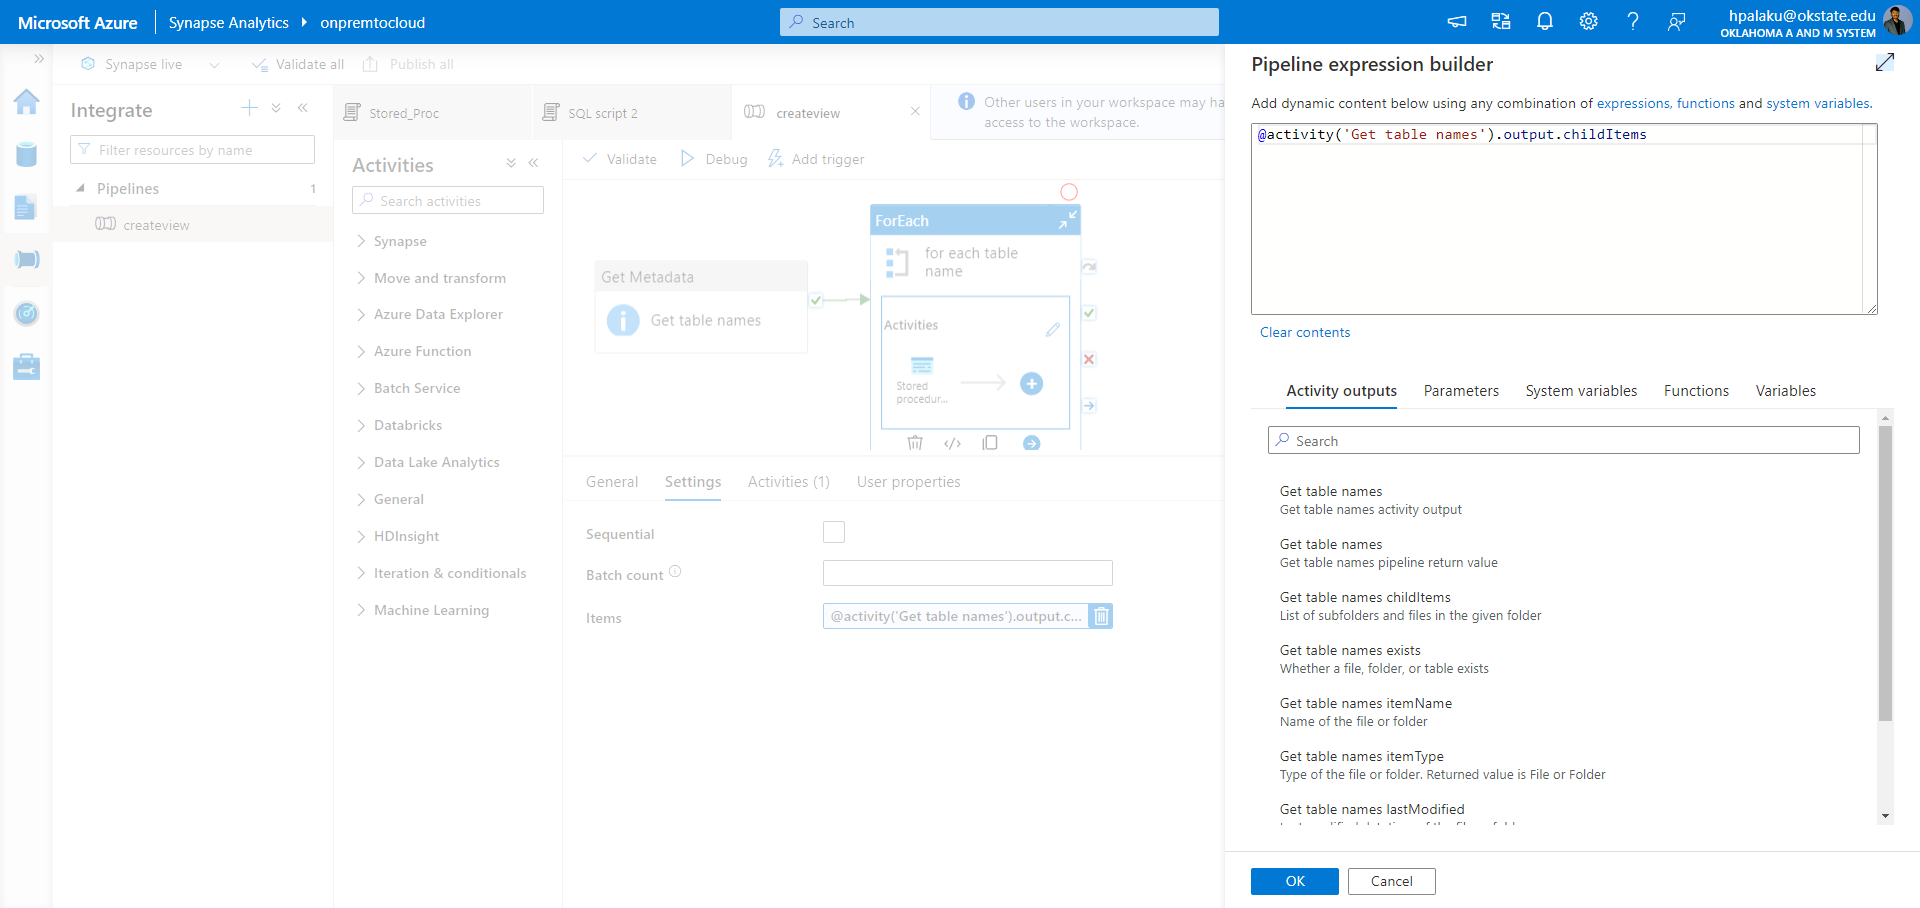 Microsoft Azure
Synapse Analytics
onpremtocloud
Search
hpalaku@okstate.edu
OKLAHOMA A AND M SYSTEM
Synapse live
Validate all
Publish all
Integrate
Filter resources by name
Pipelines
1
createview
Stored_Proc
SQL script 2
createview
Other users in your workspace may ha
access to the workspace.
Activities
Search activities
Synapse
Move and transform
Azure Data Explorer
Azure Function
Batch Service
Databricks
Data Lake Analytics
General
HDInsight
Iteration & conditionals
Machine Learning
Validate
Debug
Add trigger
Get Metadata
Get table names
ForEach
for each table
name
Activities
Stored
procedur...
General
Settings
Activities (1)
User properties
Sequential
Batch count
Items
@activity('Get table names').output.c...
Pipeline expression builder
Add dynamic content below using any combination of expressions, functions and system variables.
@activity('Get table names').output.childItems
Clear contents
Activity outputs
Parameters
System variables
Functions
Variables
Search
Get table names
Get table names activity output
Get table names
Get table names pipeline return value
Get table names childItems
List of subfolders and files in the given folder
Get table names exists
Whether a file, folder, or table exists
Get table names itemName
Name of the file or folder
Get table names itemType
Type of the file or folder. Returned value is File or Folder
Get table names lastModified
OK
Cancel